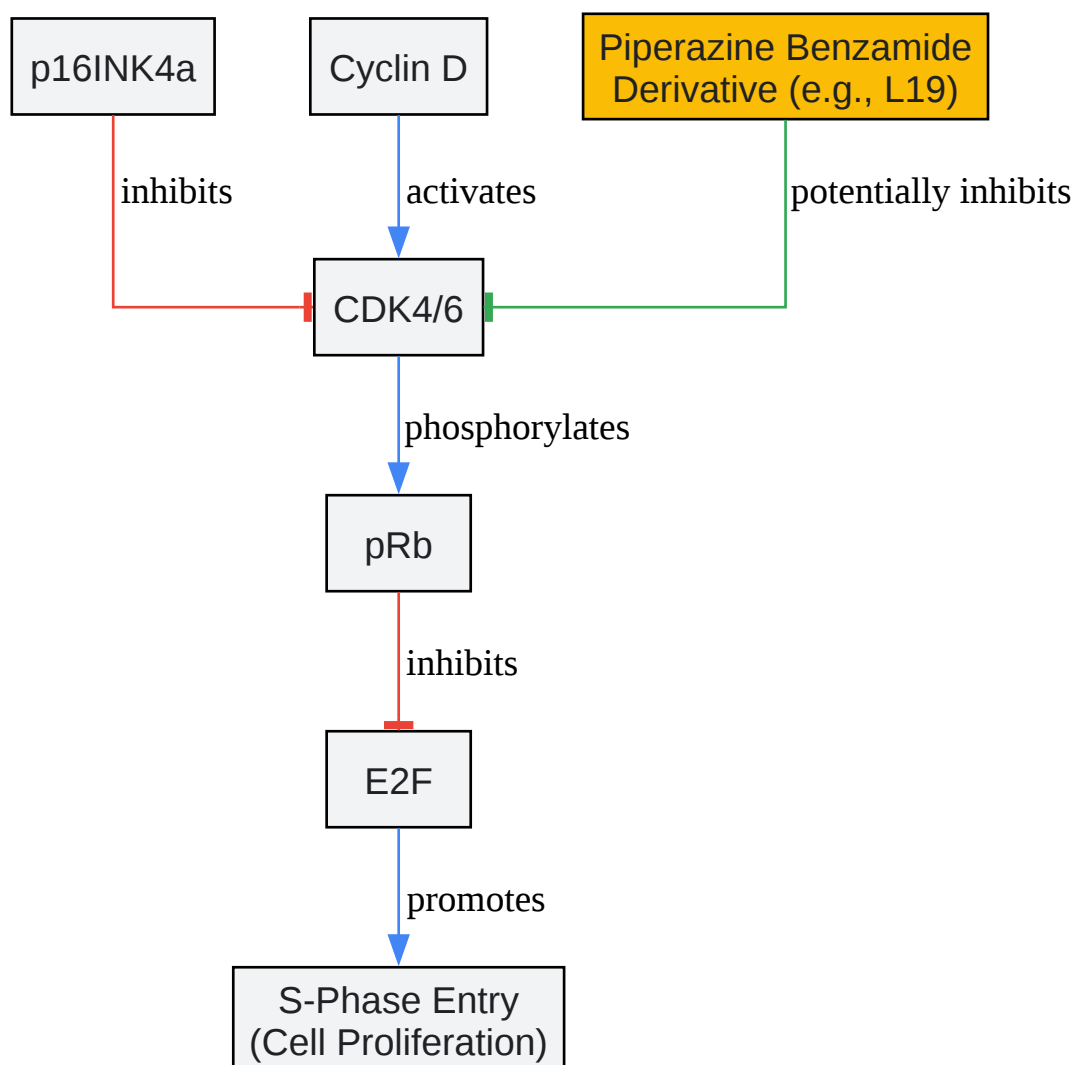 p16INK4a
Cyclin D
Piperazine Benzamide
Derivative (e.g., L19)
inhibits
activates
potentially inhibits
CDK4/6
phosphorylates
pRb
inhibits
E2F
promotes
S-Phase Entry
(Cell Proliferation)